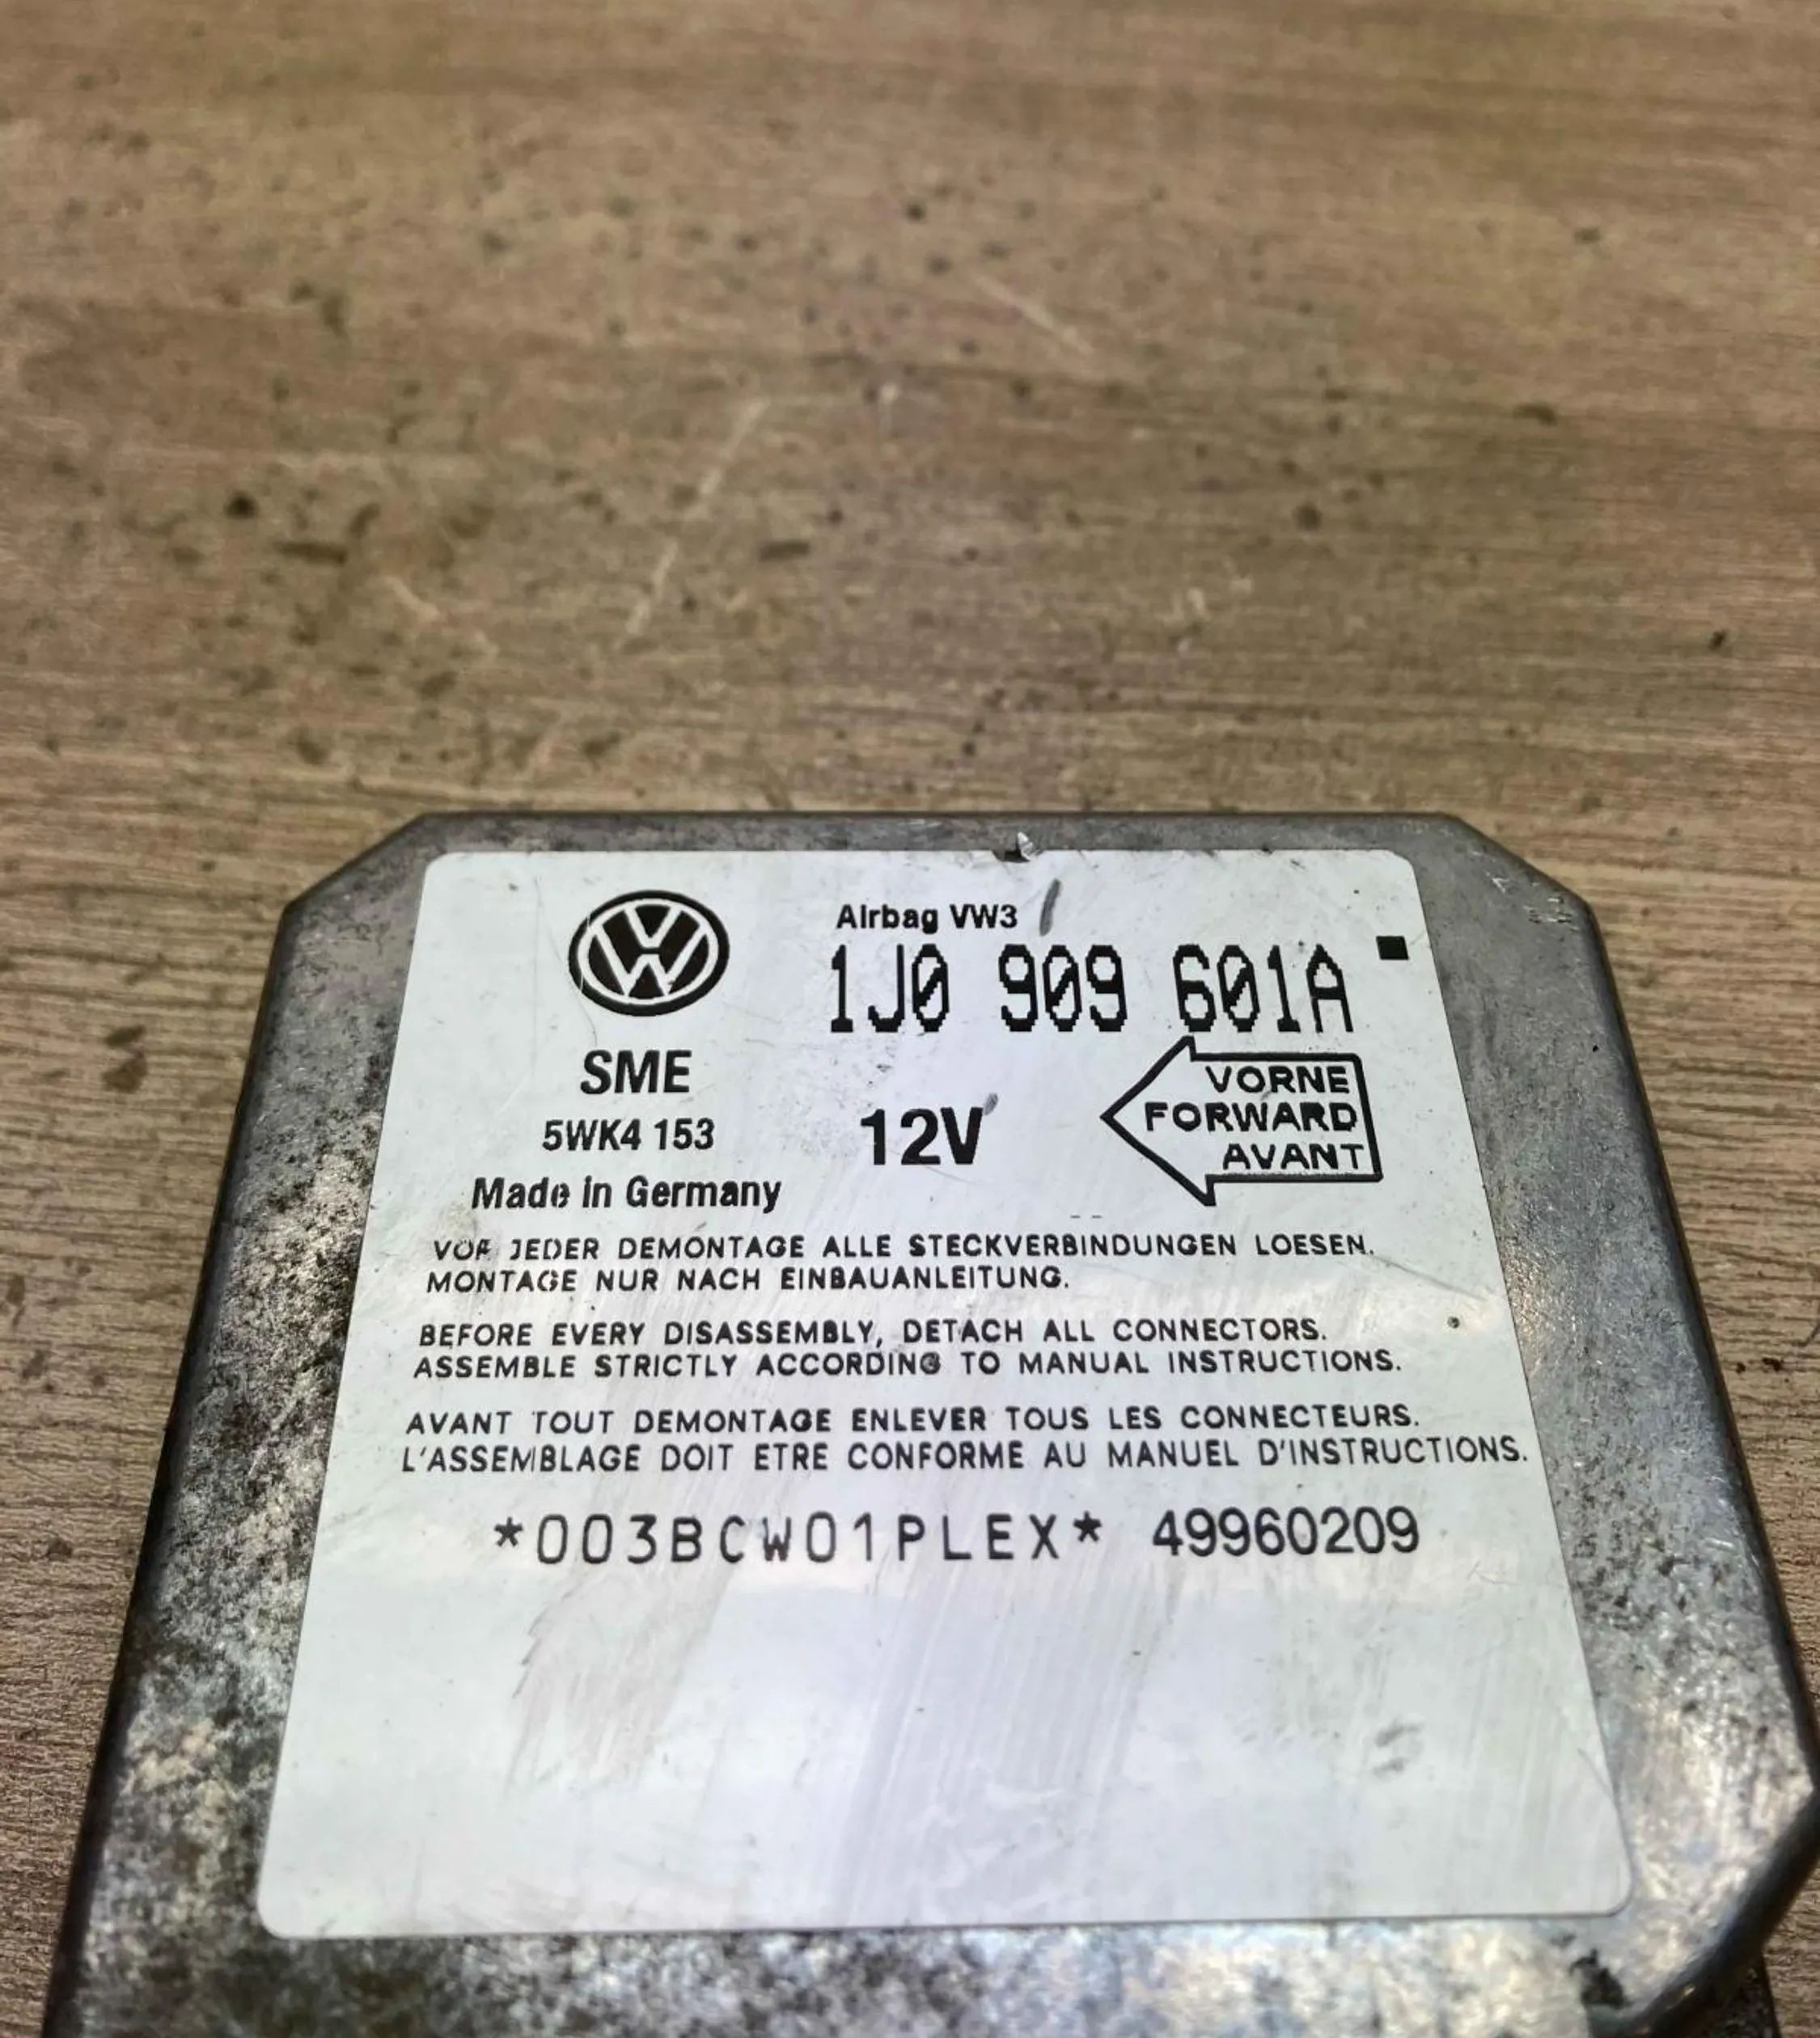 Airbag VW3
1J0 909 601A
SME
5WK4 153
Made in Germany
12V
VORNE
FORWARD
AVANT
VOR JEDER DEMONTAGE ALLE STECKVERBINDUNGEN LOESEN.
MONTAGE NUR NACH EINBAUANLEITUNG.
BEFORE EVERY DISASSEMBLY, DETACH ALL CONNECTORS.
ASSEMBLE STRICTLY ACCORDING TO MANUAL INSTRUCTIONS.
AVANT TOUT DEMONTAGE ENLEVER TOUS LES CONNECTEURS.
L'ASSEMBLAGE DOIT ETRE CONFORME AU MANUEL D'INSTRUCTIONS.
*003BCW01PLEX* 49960209